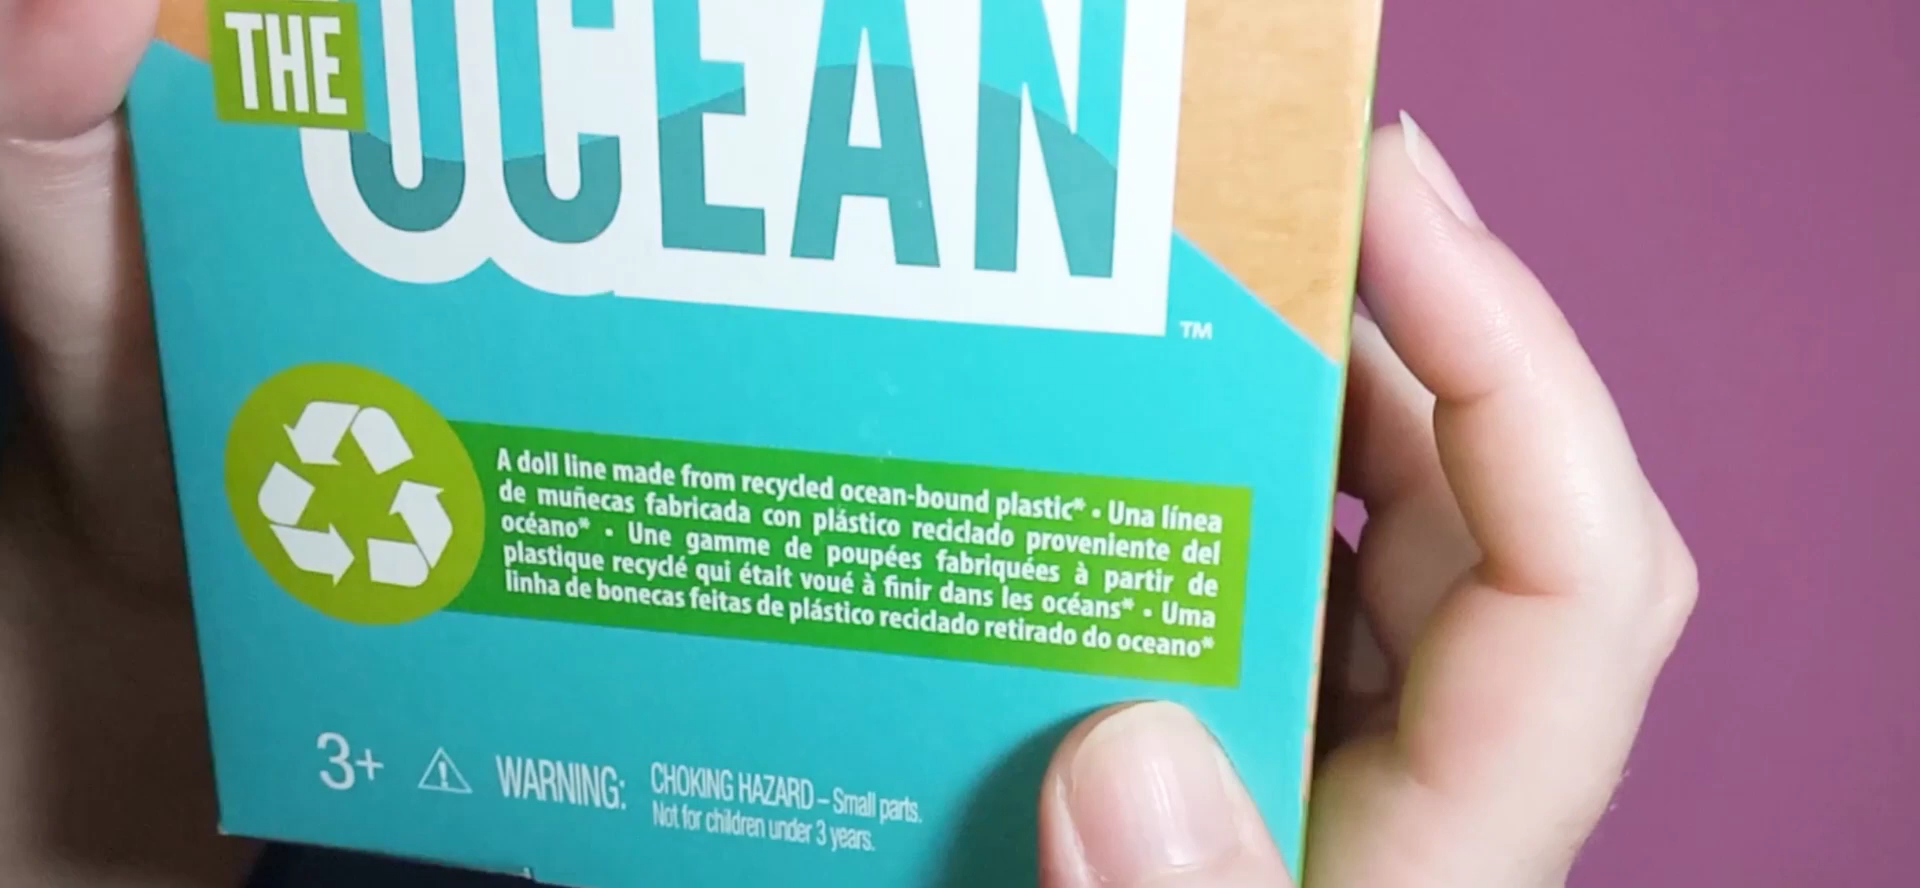 THE
OCEAN
TM
A doll line made from recycled ocean-bound plastic* • Una línea
de muñecas fabricada con plástico reciclado proveniente del
océano* • Une gamme de poupées fabriquées à partir de
plastique recyclé qui était voué à finir dans les océans* • Uma
linha de bonecas feitas de plástico reciclado retirado do oceano*
3+ WARNING: CHOKING HAZARD – Small parts.
Not for children under 3 years.